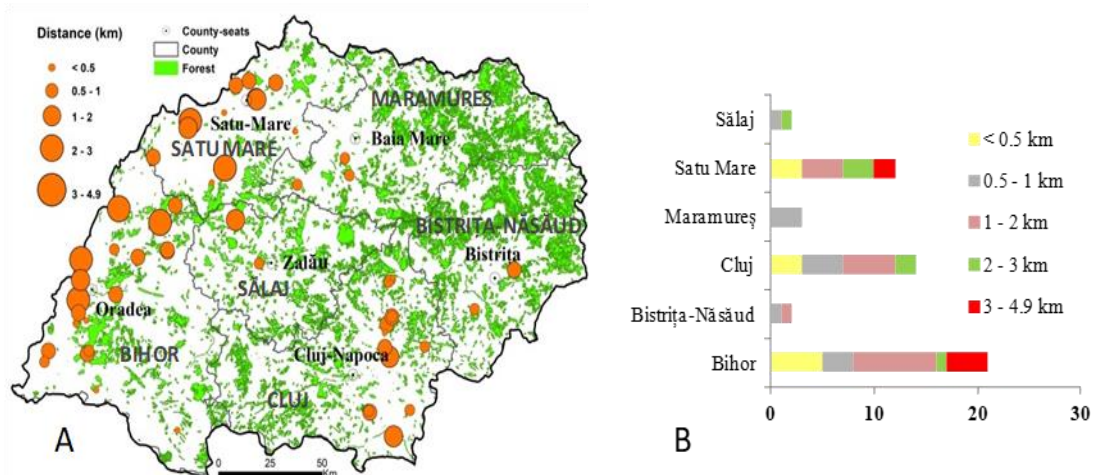 Distance (km)
< 0.5
0.5 - 1
1 - 2
2 - 3
3 - 4.9
County-seats
County
Forest
MARAMURES
Satu-Mare
Baia Mare
SATU MARE
BISTRITA-NĂSĂUD
Bistrița
Zalău
SĂLAJ
Oradea
BIHOR
Cluj-Napoca
CLUJ
A
0 25 50
Km
B
Sălaj
Satu Mare
Maramureș
Cluj
Bistrița-Năsăud
Bihor
0 10 20 30
< 0.5 km
0.5 - 1 km
1 - 2 km
2 - 3 km
3 - 4.9 km